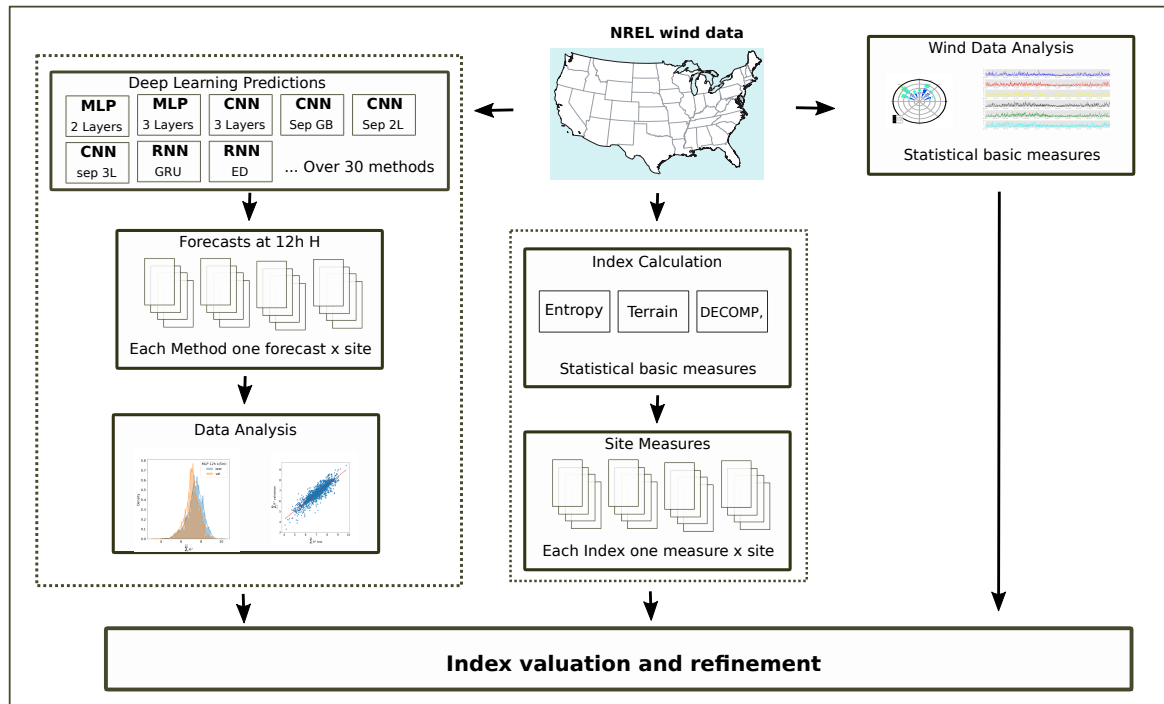 NREL wind data
Deep Learning Predictions
MLP
2 Layers
MLP
3 Layers
CNN
3 Layers
CNN
Sep GB
CNN
Sep 2L
CNN
sep 3L
RNN
GRU
RNN
ED
... Over 30 methods
Forecasts at 12h H
Each Method one forecast x site
Data Analysis
Density
Index Calculation
Entropy
Terrain
DECOMP,
Statistical basic measures
Site Measures
Each Index one measure x site
Wind Data Analysis
Statistical basic measures
Index valuation and refinement